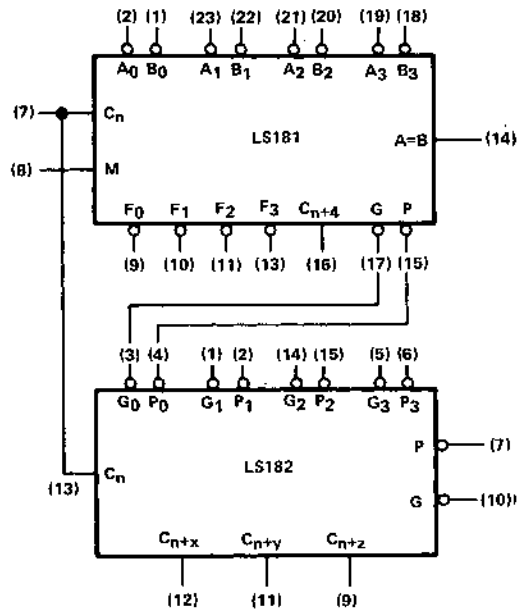 (2) (1) (23) (22) (21) (20) (19) (18)
A0 B0 A1 B1 A2 B2 A3 B3
(7) Cn
LS181 A=B (14)
(8) M
F0 F1 F2 F3 Cn+4 G P
(9) (10) (11) (13) (16) (17) (15)
(3) (4) (1) (2) (14) (15) (5) (6)
G0 P0 G1 P1 G2 P2 G3 P3
P (7)
(13) Cn LS182
G (10)
Cn+x Cn+y Cn+z
(12) (11) (9)